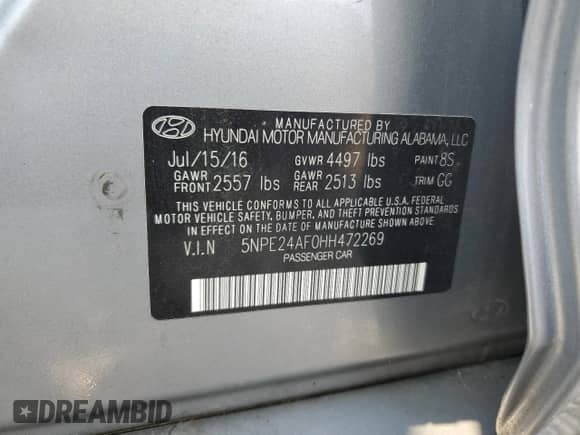 MANUFACTURED BY
HYUNDAI MOTOR MANUFACTURING ALABAMA, LLC
Jul/15/16 GVWR 4497 lbs PAINT 8S
GAWR FRONT 2557 lbs GAWR REAR 2513 lbs TRIM GG
THIS VEHICLE CONFORMS TO ALL APPLICABLE U.S.A. FEDERAL
MOTOR VEHICLE SAFETY, BUMPER, AND THEFT PREVENTION STANDARDS
IN EFFECT ON THE DATE OF MANUFACTURE SHOWN ABOVE.
V.I.N 5NPE24AF0HH472269
PASSENGER CAR
DREAMBID